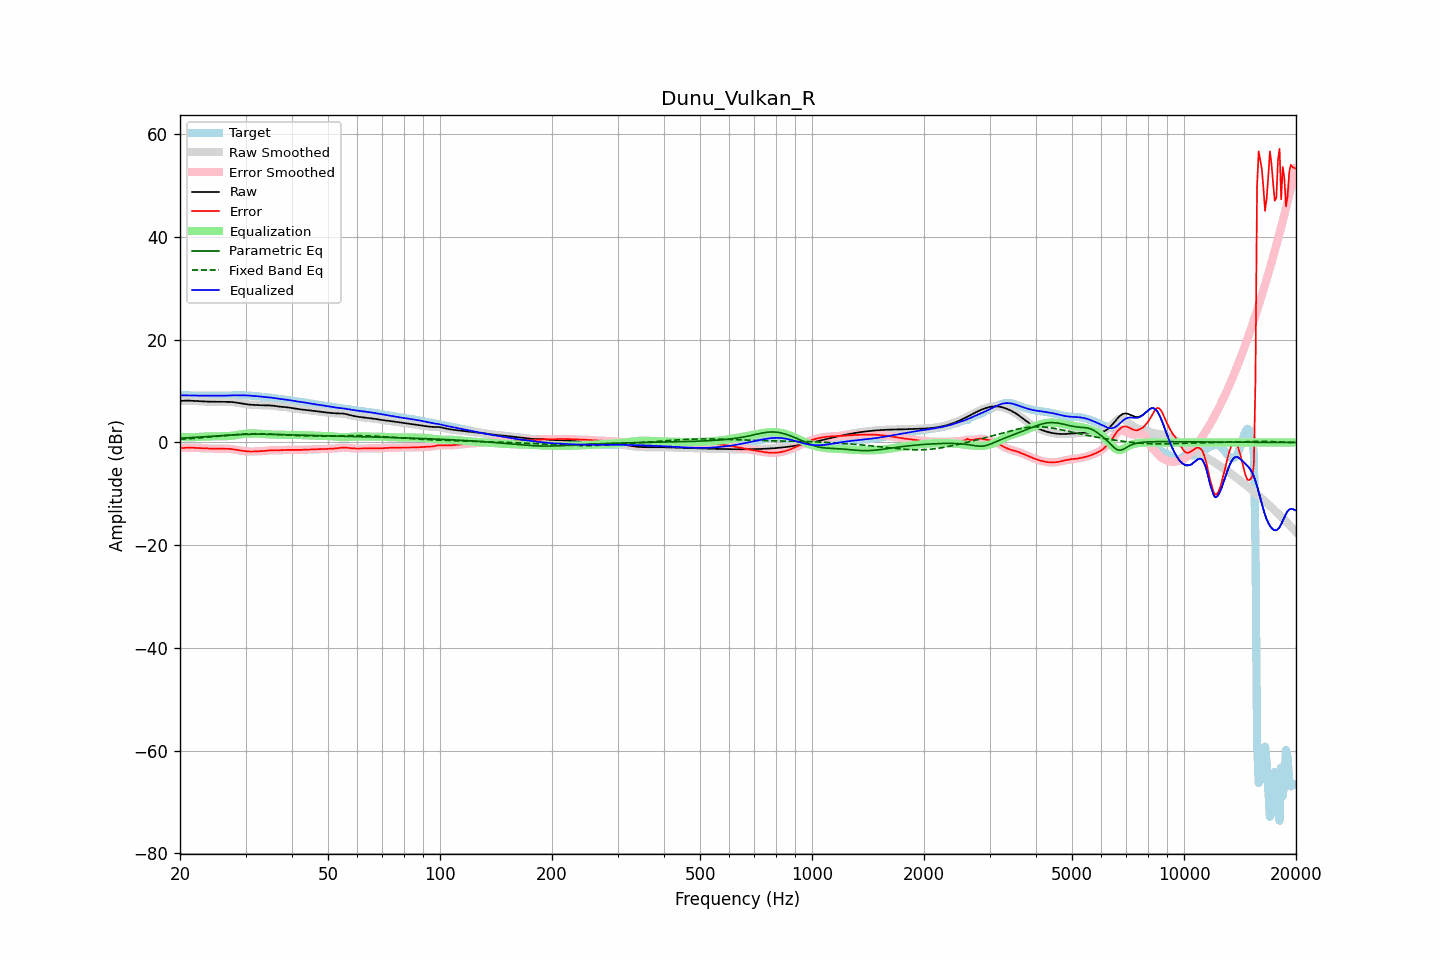 Dunu_Vulkan_R
Target
Raw Smoothed
Error Smoothed
Raw
Error
Equalization
Parametric Eq
Fixed Band Eq
Equalized
60
40
20
0
−20
−40
−60
−80
Amplitude (dBr)
20
50
100
200
500
1000
2000
5000
10000
20000
Frequency (Hz)